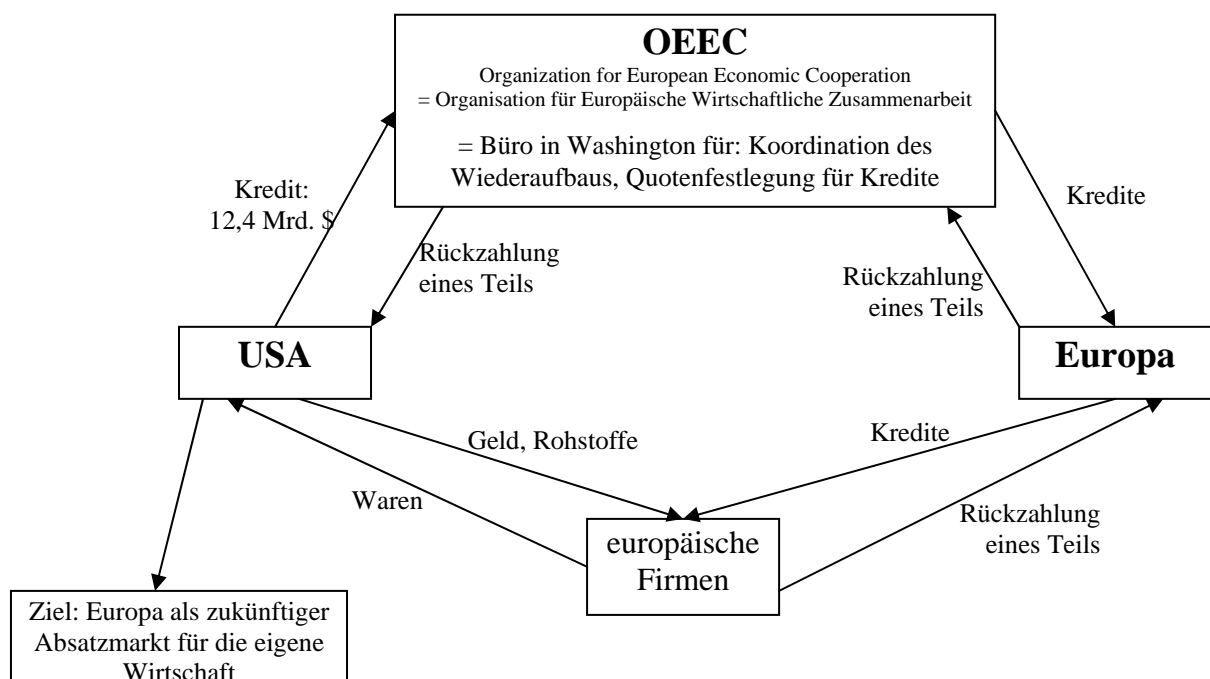 OEEC
Organization for European Economic Cooperation
= Organisation für Europäische Wirtschaftliche Zusammenarbeit
= Büro in Washington für: Koordination des
Wiederaufbaus, Quotenfestlegung für Kredite
Kredit:
12,4 Mrd. $
Kredite
Rückzahlung
eines Teils
Rückzahlung
eines Teils
USA
Europa
Geld, Rohstoffe
Kredite
Waren
europäische
Firmen
Rückzahlung
eines Teils
Ziel: Europa als zukünftiger
Absatzmarkt für die eigene
Wirtschaft